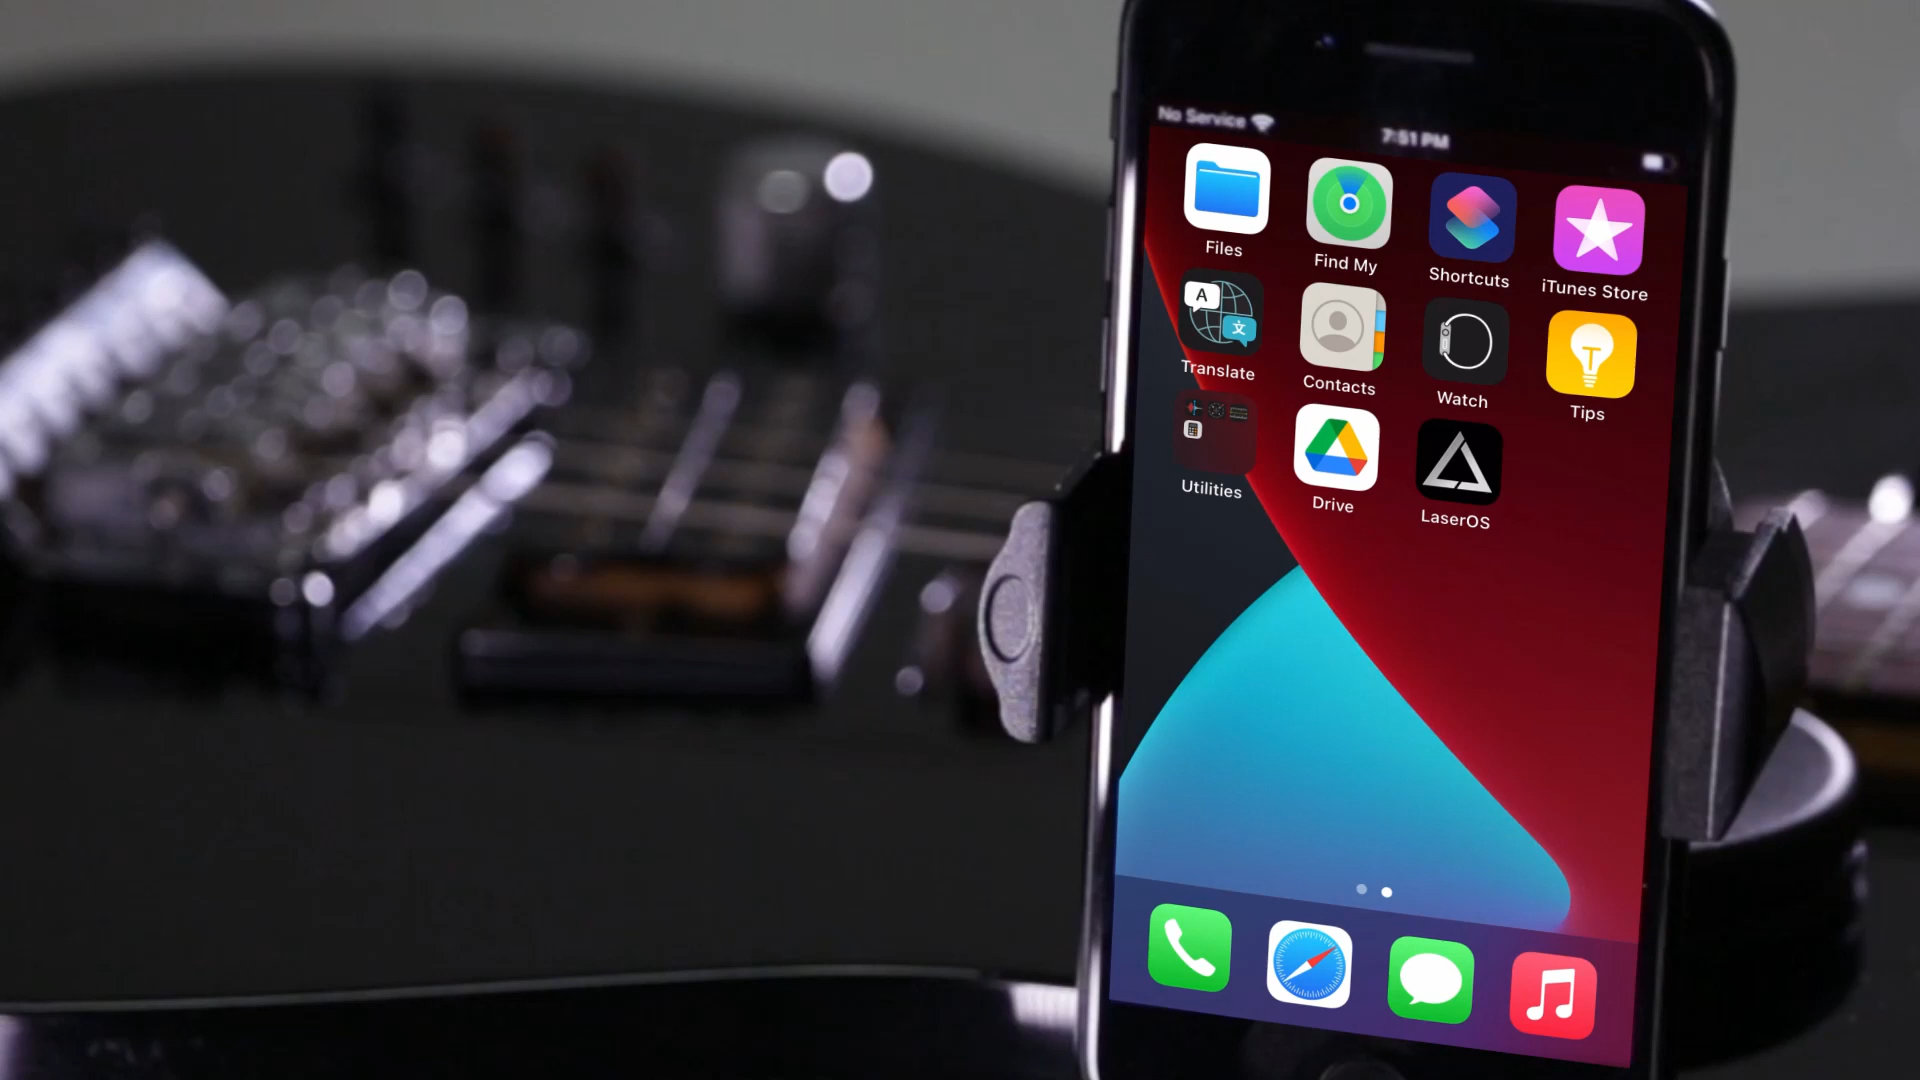 No Service
7:51 PM
Files
Find My
Shortcuts
iTunes Store
A
文
Translate
Contacts
Watch
T
Tips
Utilities
Drive
LaserOS